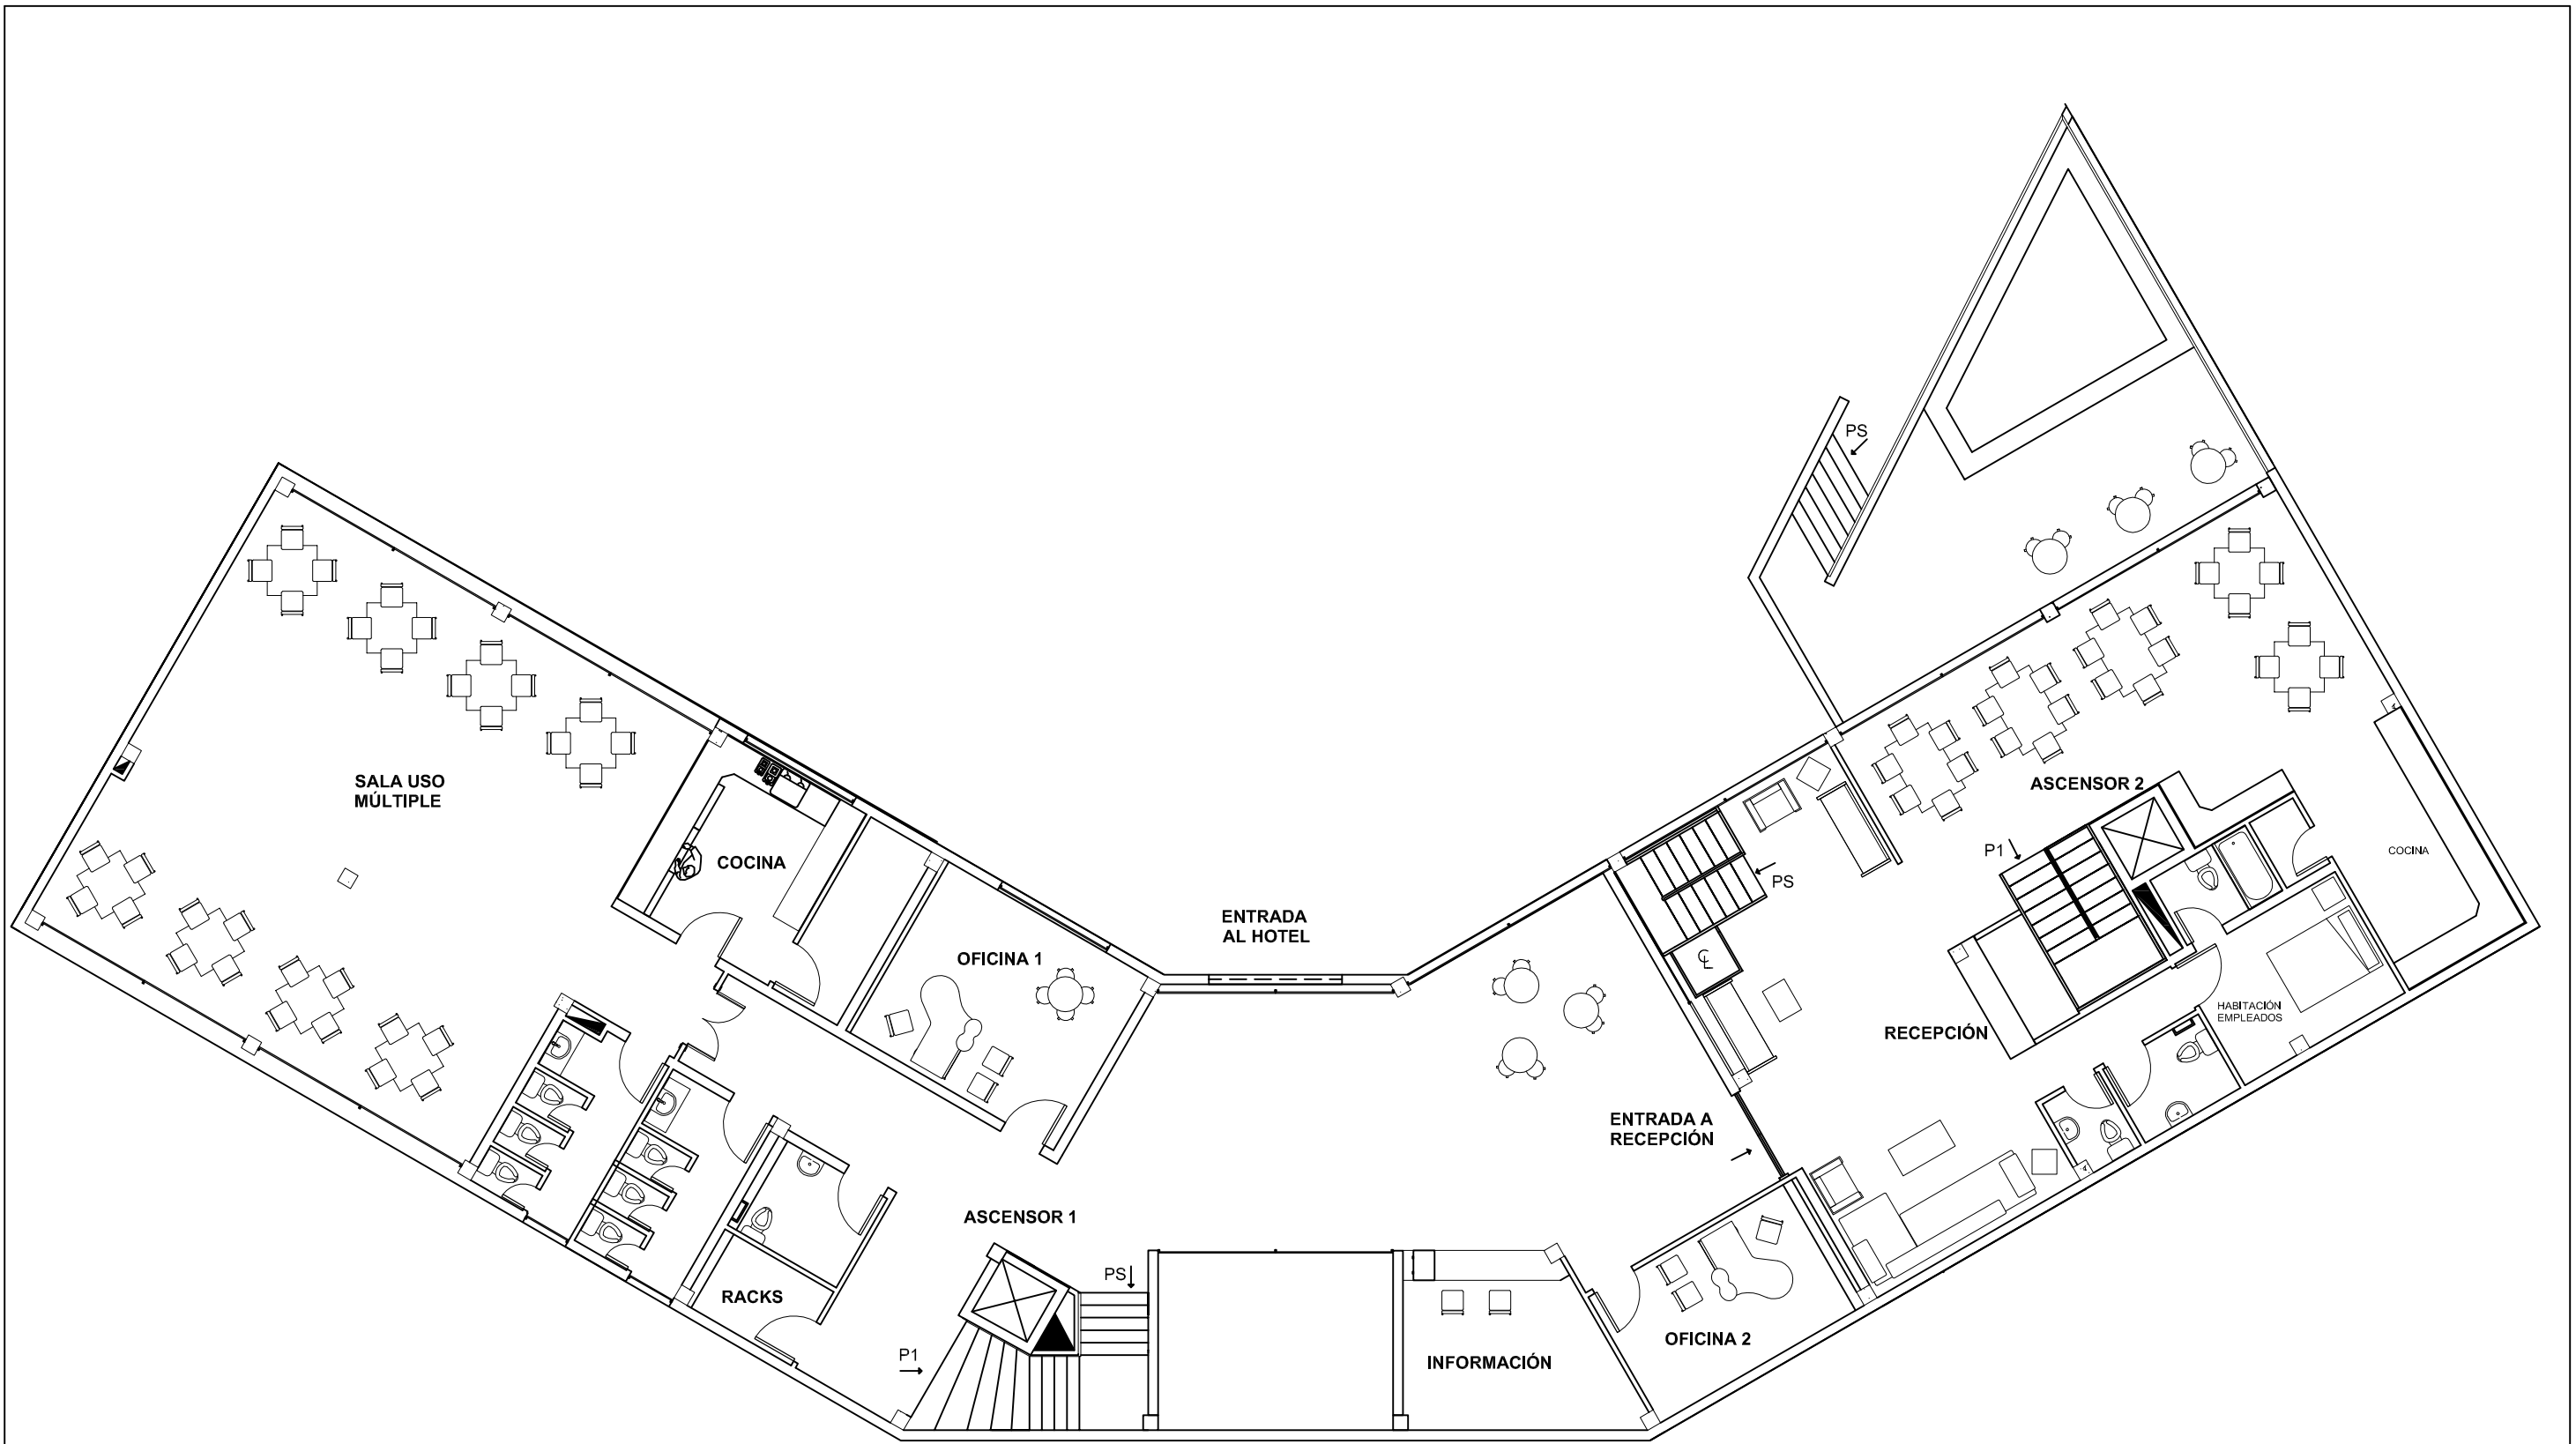 PS
SALA USO
MÚLTIPLE
ASCENSOR 2
COCINA
P1
COCINA
PS
ENTRADA
AL HOTEL
OFICINA 1
℄
HABITACIÓN
EMPLEADOS
RECEPCIÓN
ENTRADA A
RECEPCIÓN
ASCENSOR 1
PS
RACKS
OFICINA 2
P1
INFORMACIÓN